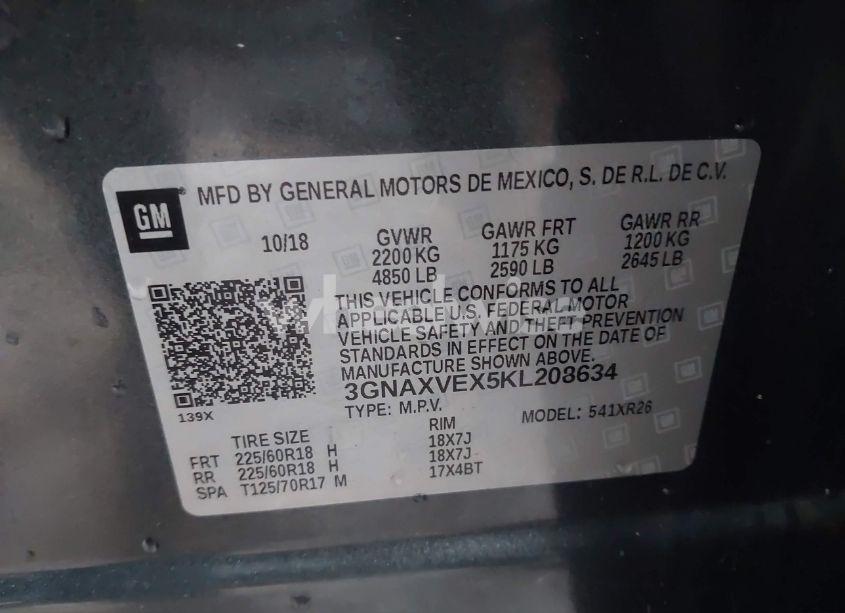 GM
MFD BY GENERAL MOTORS DE MEXICO, S. DE R.L. DE C.V.
10/18 GVWR GAWR FRT GAWR RR
2200 KG 1175 KG 1200 KG
4850 LB 2590 LB 2645 LB
THIS VEHICLE CONFORMS TO ALL
APPLICABLE U.S. FEDERAL MOTOR
VEHICLE SAFETY AND THEFT PREVENTION
STANDARDS IN EFFECT ON THE DATE OF
MANUFACTURE SHOWN ABOVE.
3GNAXVEX5KL208634
139X
TYPE: M.P.V. MODEL: 541XR26
TIRE SIZE RIM
FRT 225/60R18 H 18X7J
RR 225/60R18 H 18X7J
SPA T125/70R17 M 17X4BT